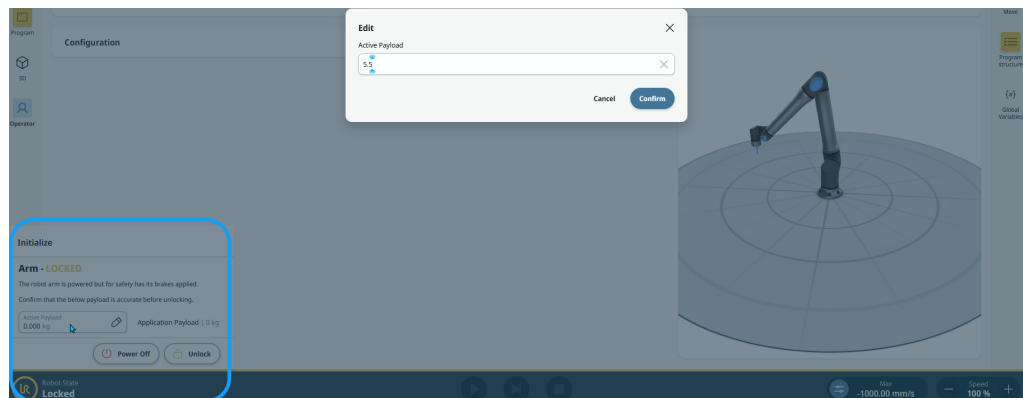 Program
Configuration
3D
Operator
Edit
Active Payload
5.5
Cancel
Confirm
Move
Program
structure
{x}
Global
Variables
Initialize
Arm - LOCKED
The robot arm is powered but for safety has its brakes applied.
Confirm that the below payload is accurate before unlocking.
Active Payload
0.000 kg
Application Payload | 0 kg
Power Off
Unlock
Robot State
Locked
Max
-1000.00 mm/s
Speed
100 %